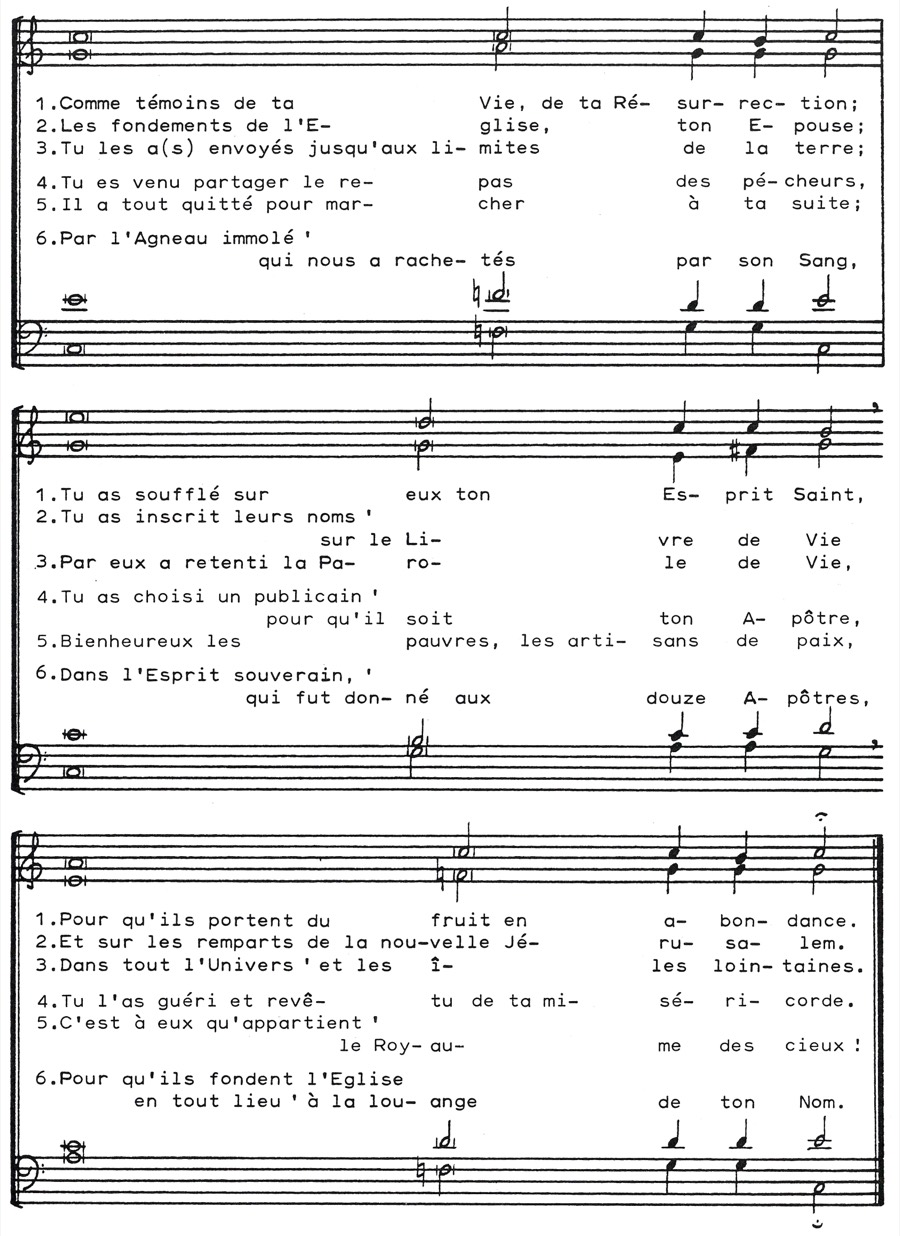 1.Comme témoins de ta Vie, de ta Ré- sur- rec- tion;
2.Les fondements de l'E- glise, ton E- pouse;
3.Tu les a(s) envoyés jusqu'aux li- mites de la terre;
4.Tu es venu partager le re- pas des pé- cheurs,
5.Il a tout quitté pour mar- cher à ta suite;
6.Par l'Agneau immolé '
qui nous a rache- tés par son Sang,
1.Tu as soufflé sur eux ton Es- prit Saint,
2.Tu as inscrit leurs noms '
sur le Li- vre de Vie
3.Par eux a retenti la Pa- ro- le de Vie,
4.Tu as choisi un publicain '
pour qu'il soit ton A- pôtre,
5.Bienheureux les pauvres, les arti- sans de paix,
6.Dans l'Esprit souverain, '
qui fut don- né aux douze A- pôtres,
1.Pour qu'ils portent du fruit en a- bon- dance.
2.Et sur les remparts de la nou-velle Jé- ru- sa- lem.
3.Dans tout l'Univers ' et les î- les loin- taines.
4.Tu l'as guéri et revê- tu de ta mi- sé- ri- corde.
5.C'est à eux qu'appartient '
le Roy- au- me des cieux !
6.Pour qu'ils fondent l'Eglise
en tout lieu ' à la lou- ange de ton Nom.